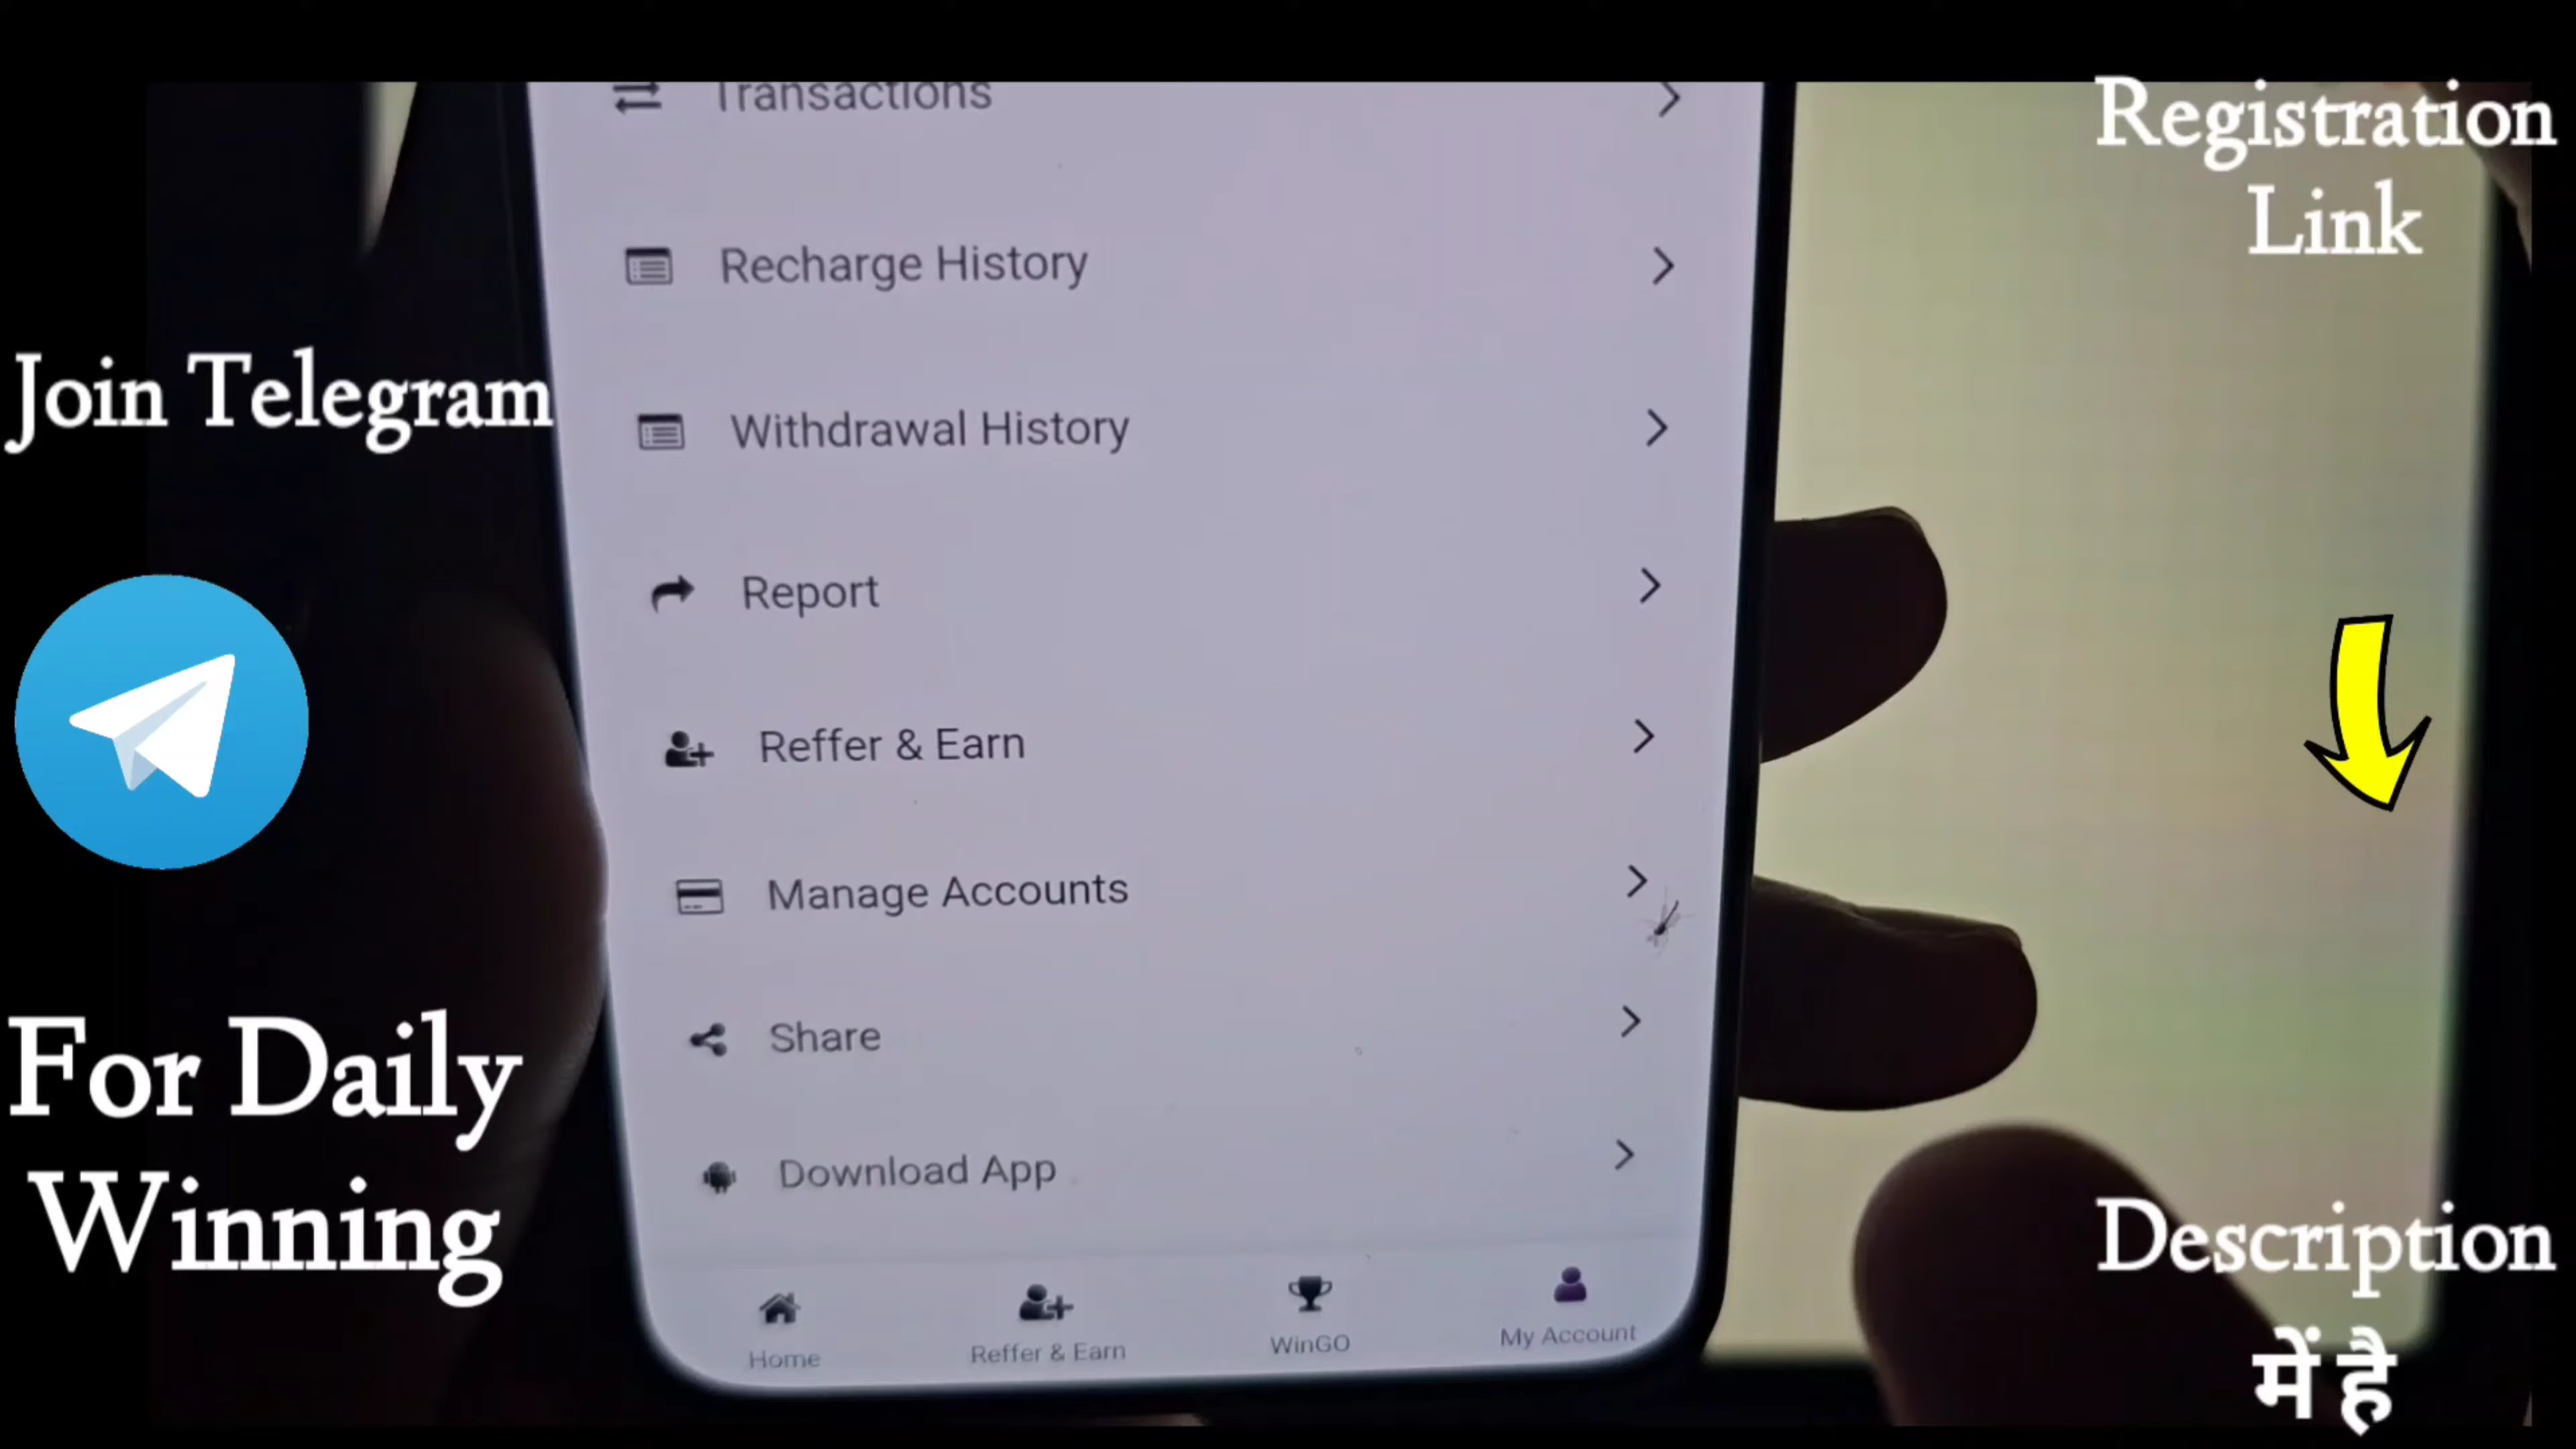 Transactions
Recharge History
Withdrawal History
Report
Reffer & Earn
Manage Accounts
Share
Download App
Home
Reffer & Earn
WinGO
My Account
Join Telegram
For Daily
Winning
Registration
Link
Description
में है